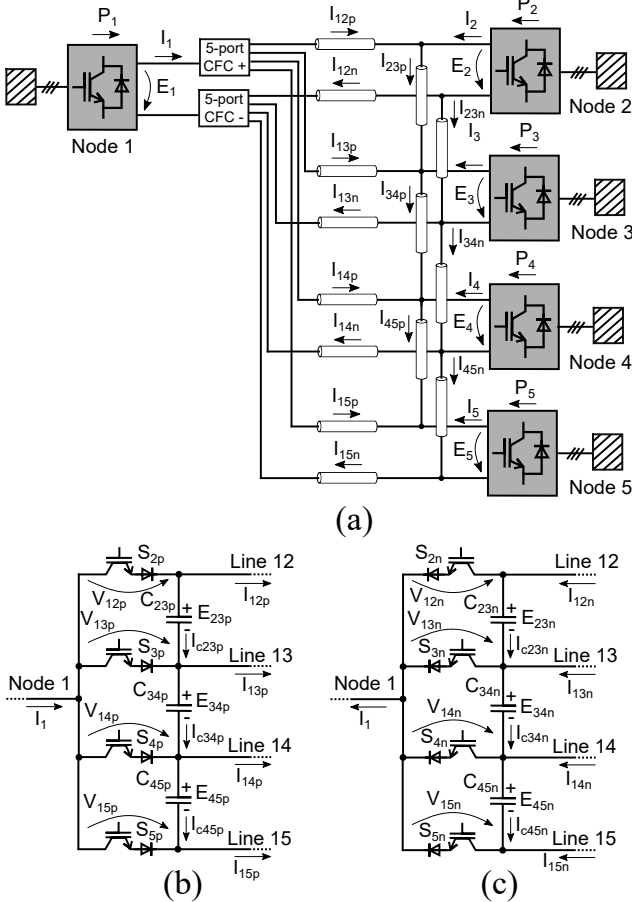 P1
I1
E1
Node 1
5-port
CFC +
5-port
CFC -
I12p
I12n
I23p
I23n
I13p
I13n
I34p
I34n
I14p
I14n
I45p
I45n
I15p
I15n
I2
P2
E2
Node 2
I3
P3
E3
Node 3
I4
P4
E4
Node 4
I5
P5
E5
Node 5
(a)
S2p
Line 12
V12p
C23p
+
E23p
-
I12p
V13p
S3p
Ic23p
Line 13
I13p
Node 1
I1
C34p
+
E34p
-
V14p
S4p
Ic34p
Line 14
I14p
C45p
+
E45p
-
V15p
S5p
Ic45p
Line 15
I15p
(b)
S2n
Line 12
V12n
C23n
+
E23n
-
I12n
V13n
S3n
Ic23n
Line 13
I13n
Node 1
I1
C34n
+
E34n
-
V14n
S4n
Ic34n
Line 14
I14n
C45n
+
E45n
-
V15n
S5n
Ic45n
Line 15
I15n
(c)